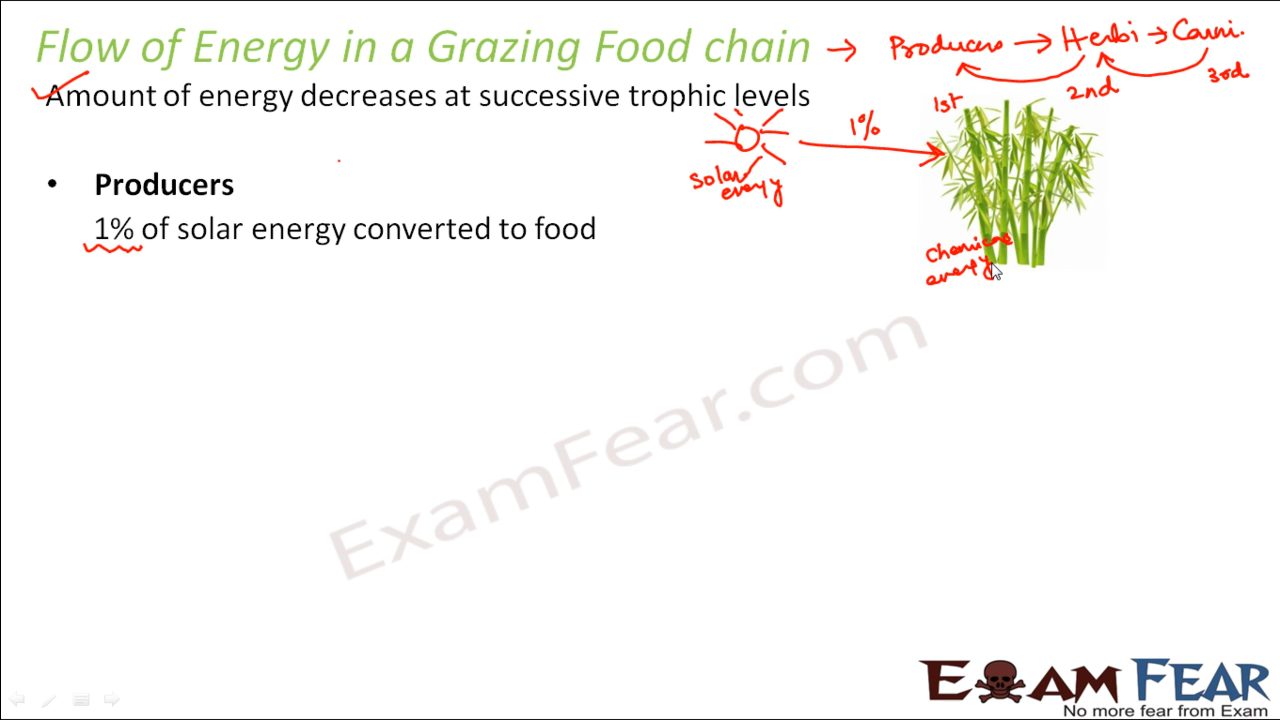 Flow of Energy in a Grazing Food chain → Producers → Herbi → Carni.
Amount of energy decreases at successive trophic levels
1st 2nd 3rd
1%
Solar energy
• Producers
1% of solar energy converted to food
Chemical
energy
ExamFear.com
EXAM FEAR
No more fear from Exam